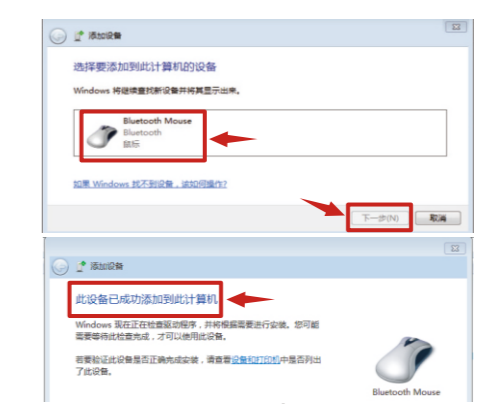 添加设备
选择要添加到此计算机的设备
Windows 将继续查找新设备并将其显示出来。
Bluetooth Mouse
Bluetooth
鼠标
如果 Windows 找不到设备，该如何操作?
下一步(N)
取消
添加设备
此设备已成功添加到此计算机
Windows 现在正在检查驱动程序，并将根据需要进行安装。您可能
需要等待此检查完成，才可以使用此设备。
若要验证此设备是否正确完成安装，请查看设备和打印机中是否列出
了此设备。
Bluetooth Mouse